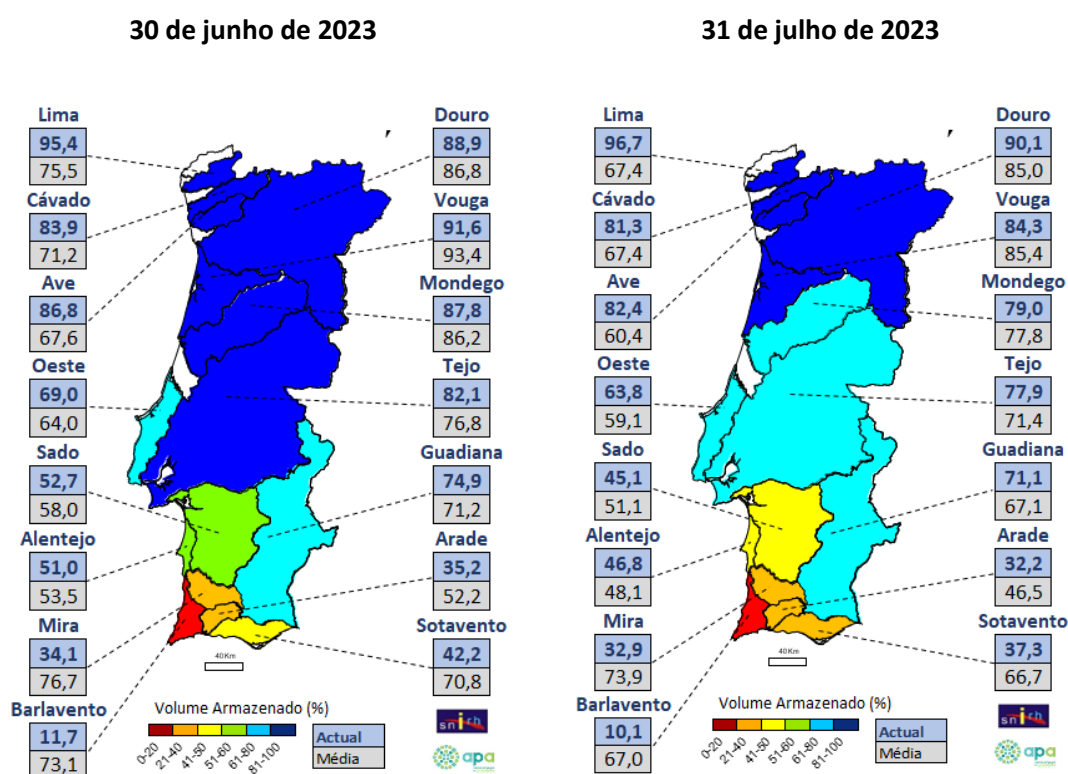 30 de junho de 2023
Lima
95,4
75,5
Cávado
83,9
71,2
Ave
86,8
67,6
Oeste
69,0
64,0
Sado
52,7
58,0
Alentejo
51,0
53,5
Mira
34,1
76,7
Barlavento
11,7
73,1
Douro
88,9
86,8
Vouga
91,6
93,4
Mondego
87,8
86,2
Tejo
82,1
76,8
Guadiana
74,9
71,2
Arade
35,2
52,2
Sotavento
42,2
70,8
40 Km
Volume Armazenado (%)
0-20
21-40
41-50
51-60
61-80
81-100
Actual
Média
snirh
apa
31 de julho de 2023
Lima
96,7
67,4
Cávado
81,3
67,4
Ave
82,4
60,4
Oeste
63,8
59,1
Sado
45,1
51,1
Alentejo
46,8
48,1
Mira
32,9
73,9
Barlavento
10,1
67,0
Douro
90,1
85,0
Vouga
84,3
85,4
Mondego
79,0
77,8
Tejo
77,9
71,4
Guadiana
71,1
67,1
Arade
32,2
46,5
Sotavento
37,3
66,7
40 Km
Volume Armazenado (%)
0-20
21-40
41-50
51-60
61-80
81-100
Actual
Média
snirh
apa